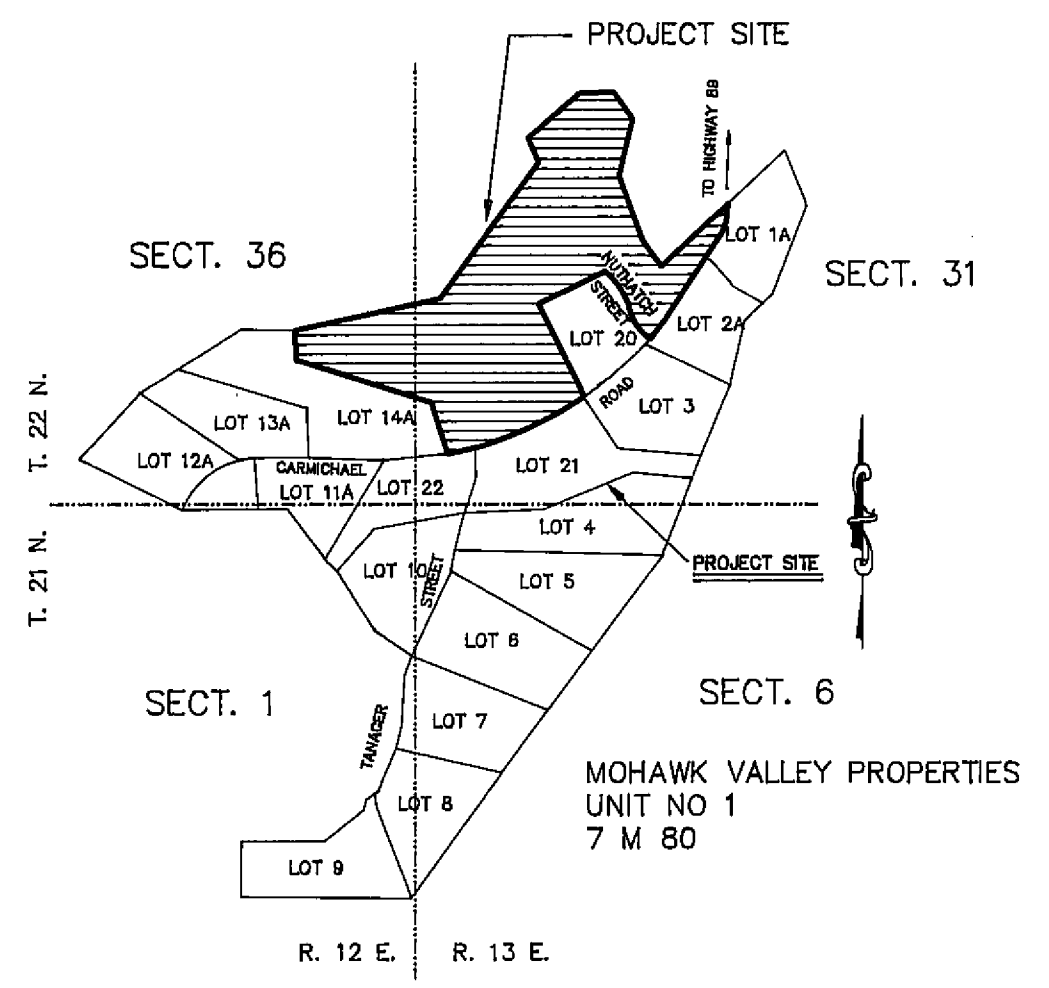 PROJECT SITE
TO HIGHWAY 89
LOT 1A
SECT. 36
SECT. 31
NUTHATCH
STREET
LOT 2A
LOT 20
T. 22 N.
ROAD
LOT 3
LOT 13A
LOT 14A
LOT 12A
CARMICHAEL
LOT 11A
LOT 22
LOT 21
LOT 4
T. 21 N.
PROJECT SITE
LOT 10
STREET
LOT 5
LOT 6
SECT. 1
SECT. 6
TANAGER
LOT 7
MOHAWK VALLEY PROPERTIES
UNIT NO 1
7 M 80
LOT 8
LOT 9
R. 12 E.
R. 13 E.